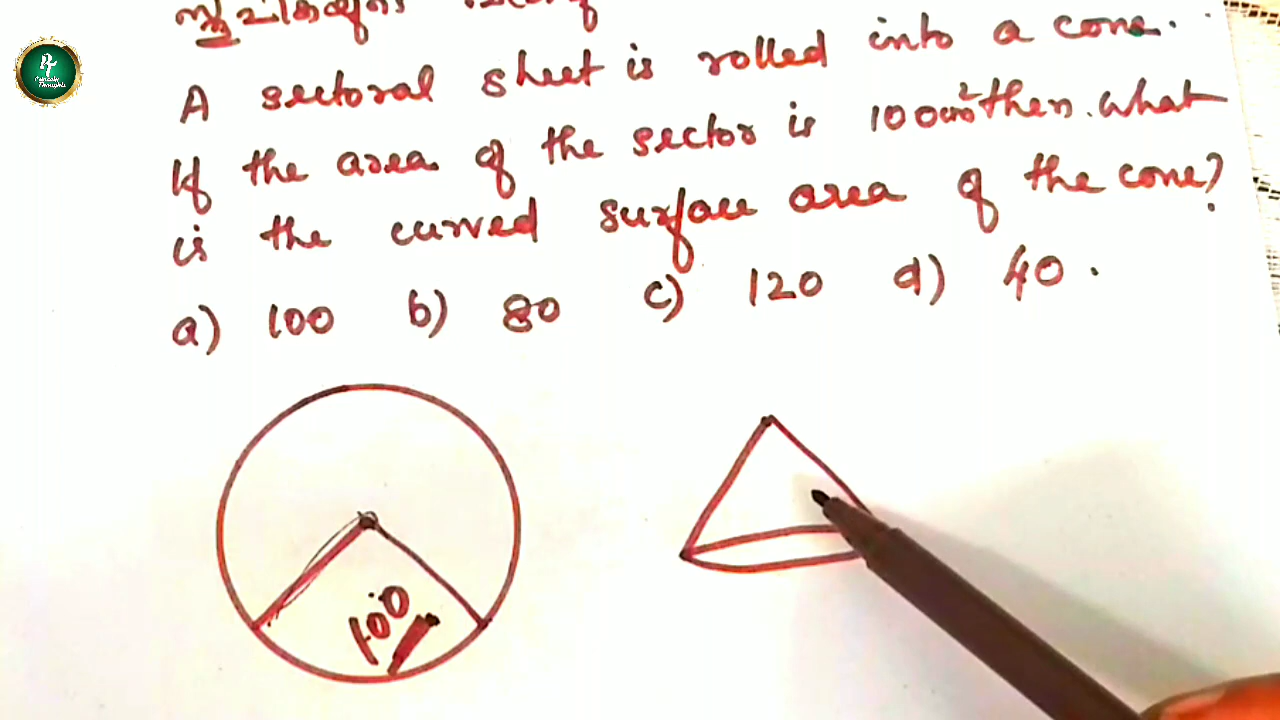 A sectoral sheet is rolled into a cone.
If the area of the sector is 100cm² then what
is the curved surface area of the cone?
a) 100 b) 80 c) 120 d) 40.
100